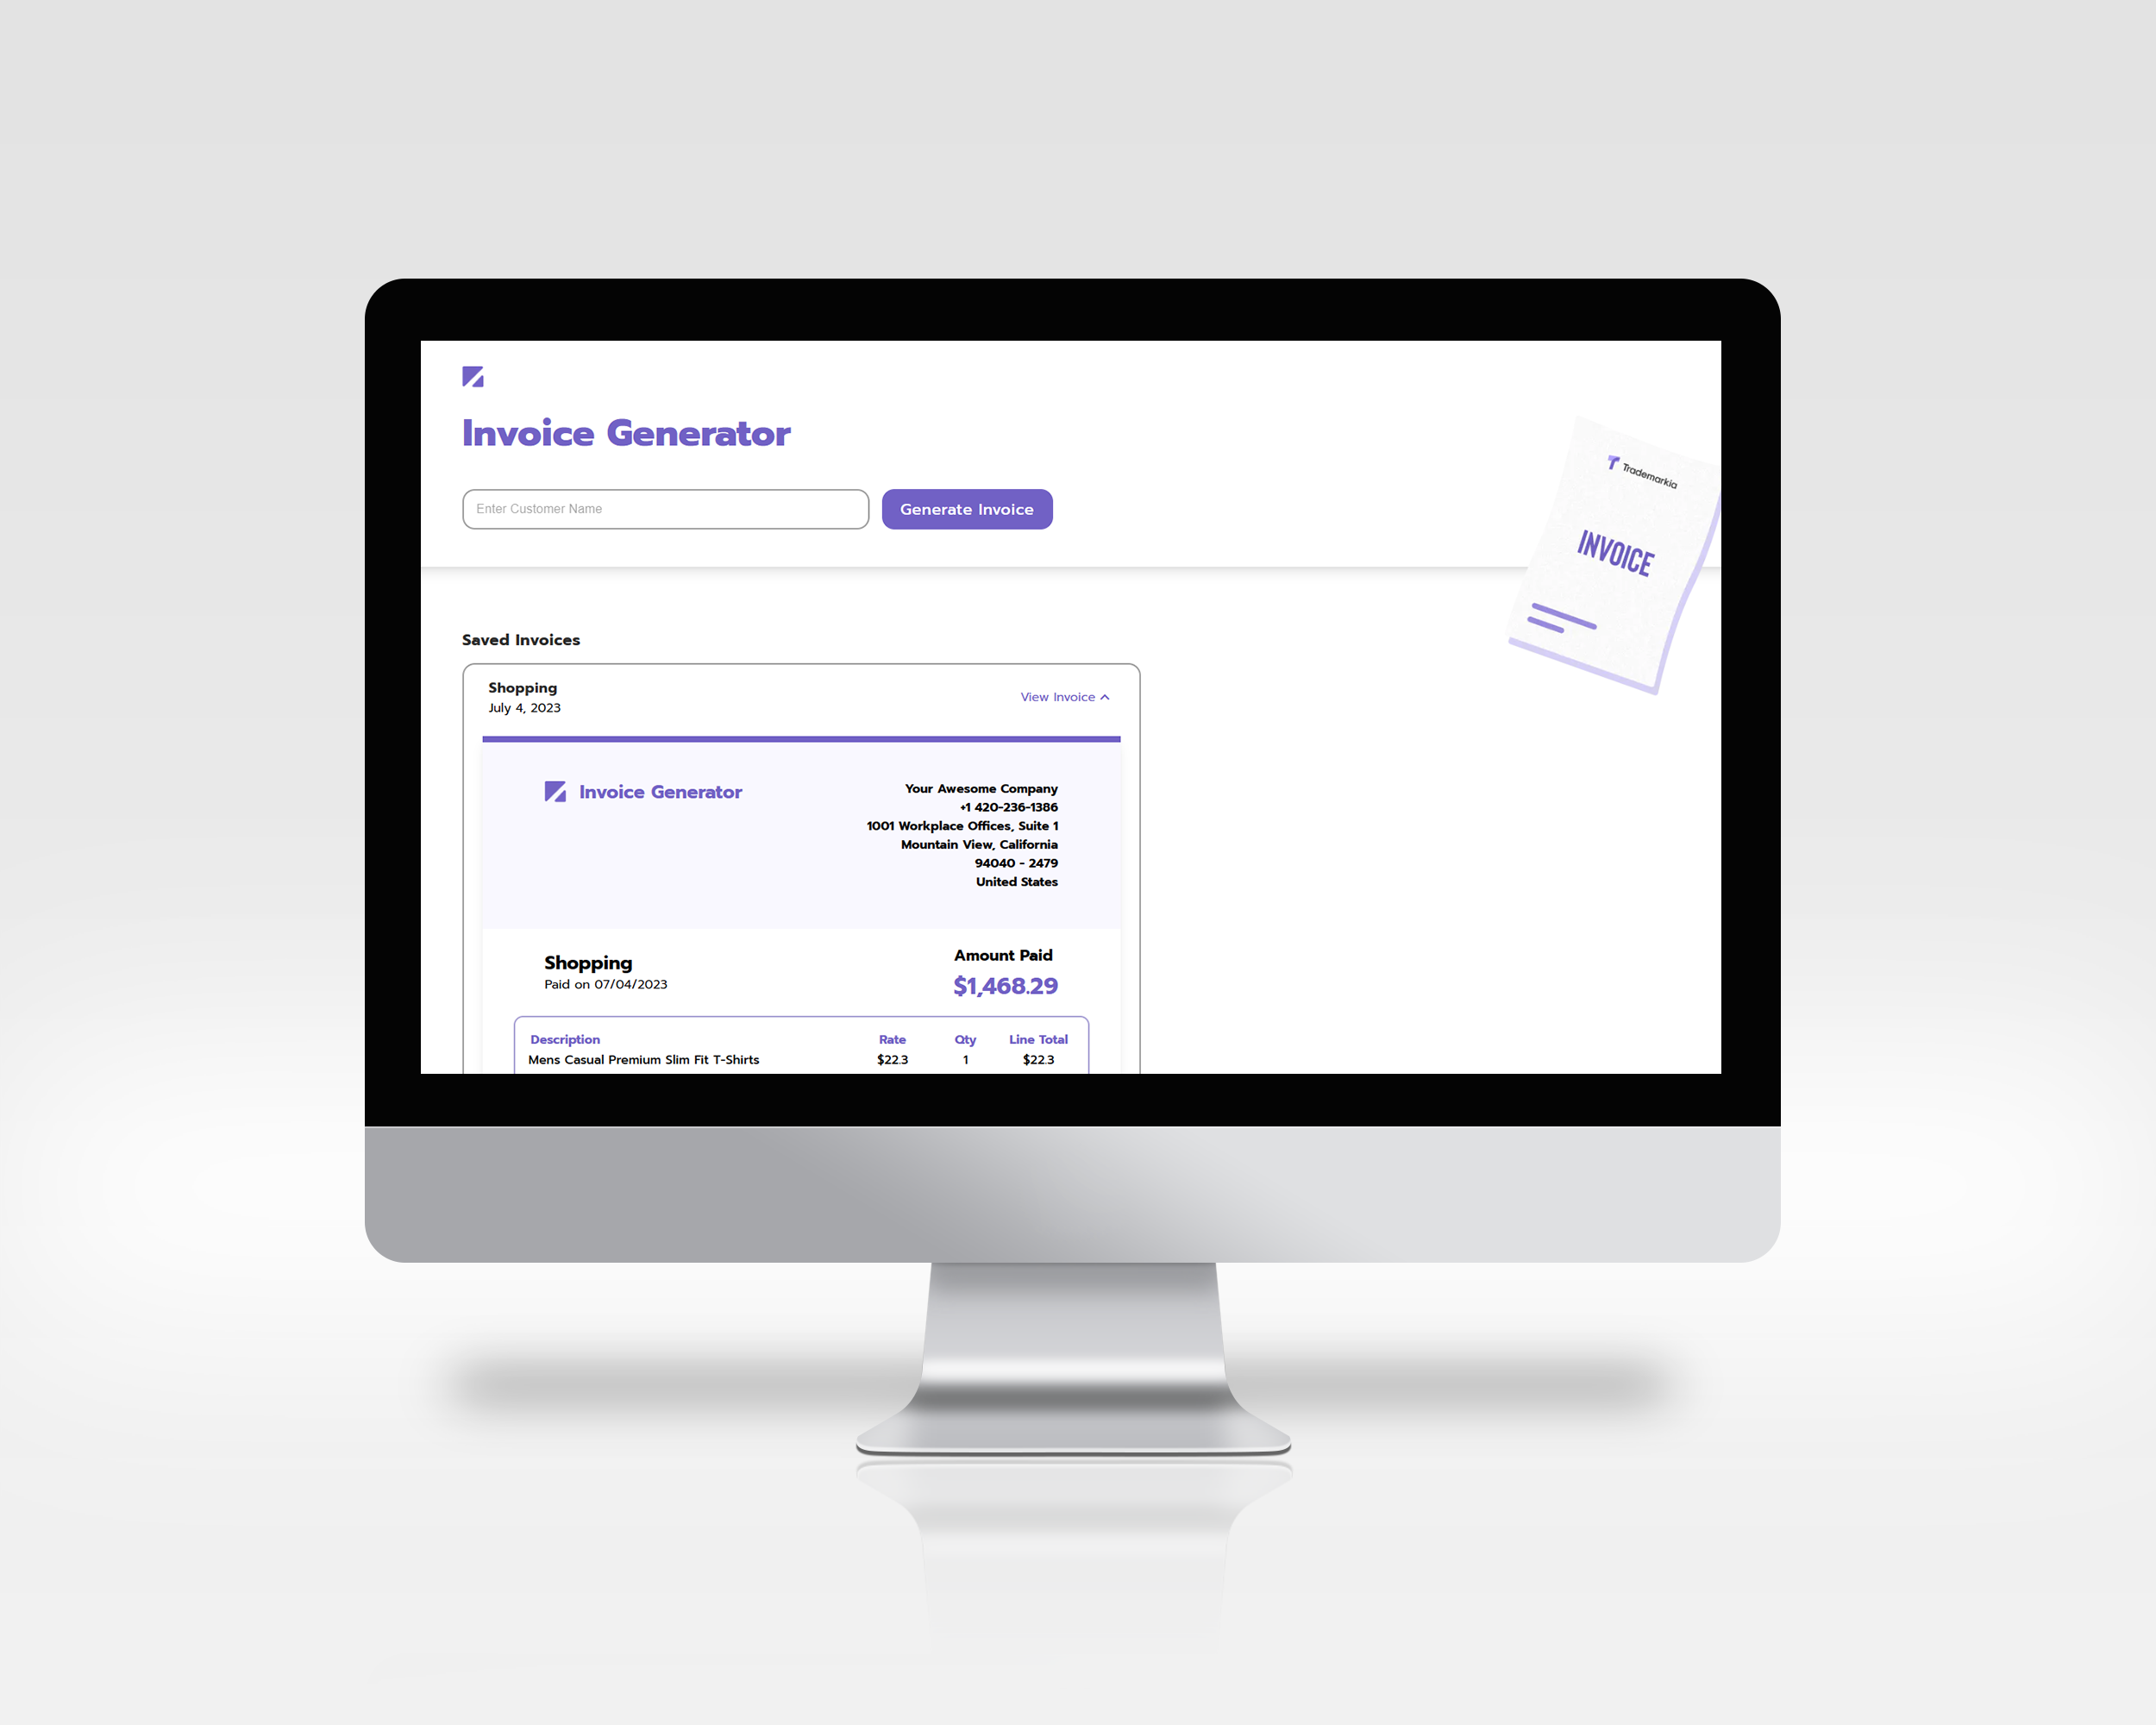 Invoice Generator
Enter Customer Name
Generate Invoice
Trademarkia
INVOICE
Saved Invoices
Shopping
July 4, 2023
View Invoice
Invoice Generator
Your Awesome Company
+1 420-236-1386
1001 Workplace Offices, Suite 1
Mountain View, California
94040 - 2479
United States
Shopping
Paid on 07/04/2023
Amount Paid
$1,468.29
Description Rate Qty Line Total
Mens Casual Premium Slim Fit T-Shirts $22.3 1 $22.3